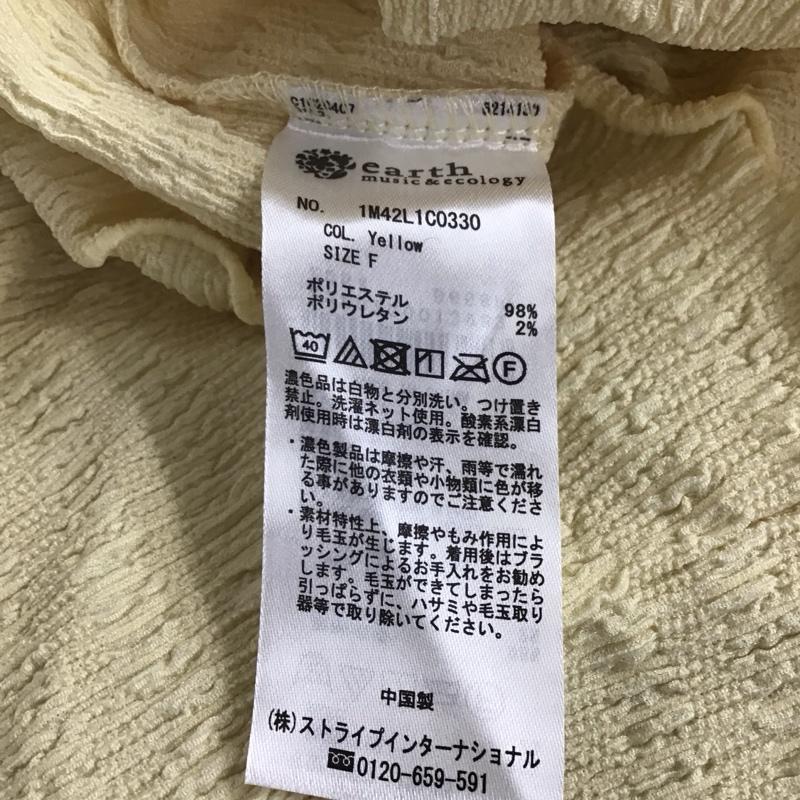 earth
music&ecology
NO. 1M42L1C0330
COL. Yellow
SIZE F
ポリエステル 98%
ポリウレタン 2%
40 F
濃色品は白物と分別洗い。つけ置き
禁止。洗濯ネット使用。酸素系漂白
剤使用時は漂白剤の表示を確認。
・濃色製品は摩擦や汗、雨等で濡れ
た際に他の衣類や小物類に色が移
る事がありますのでご注意くださ
い。
・素材特性上、摩擦やもみ作用によ
り毛玉が生じます。着用後はブラ
ッシングによるお手入れをお勧め
します。毛玉ができてしまったら
引っぱらずに、ハサミや毛玉取り
器等で取り除いてください。
中国製
(株)ストライプインターナショナル
0120-659-591